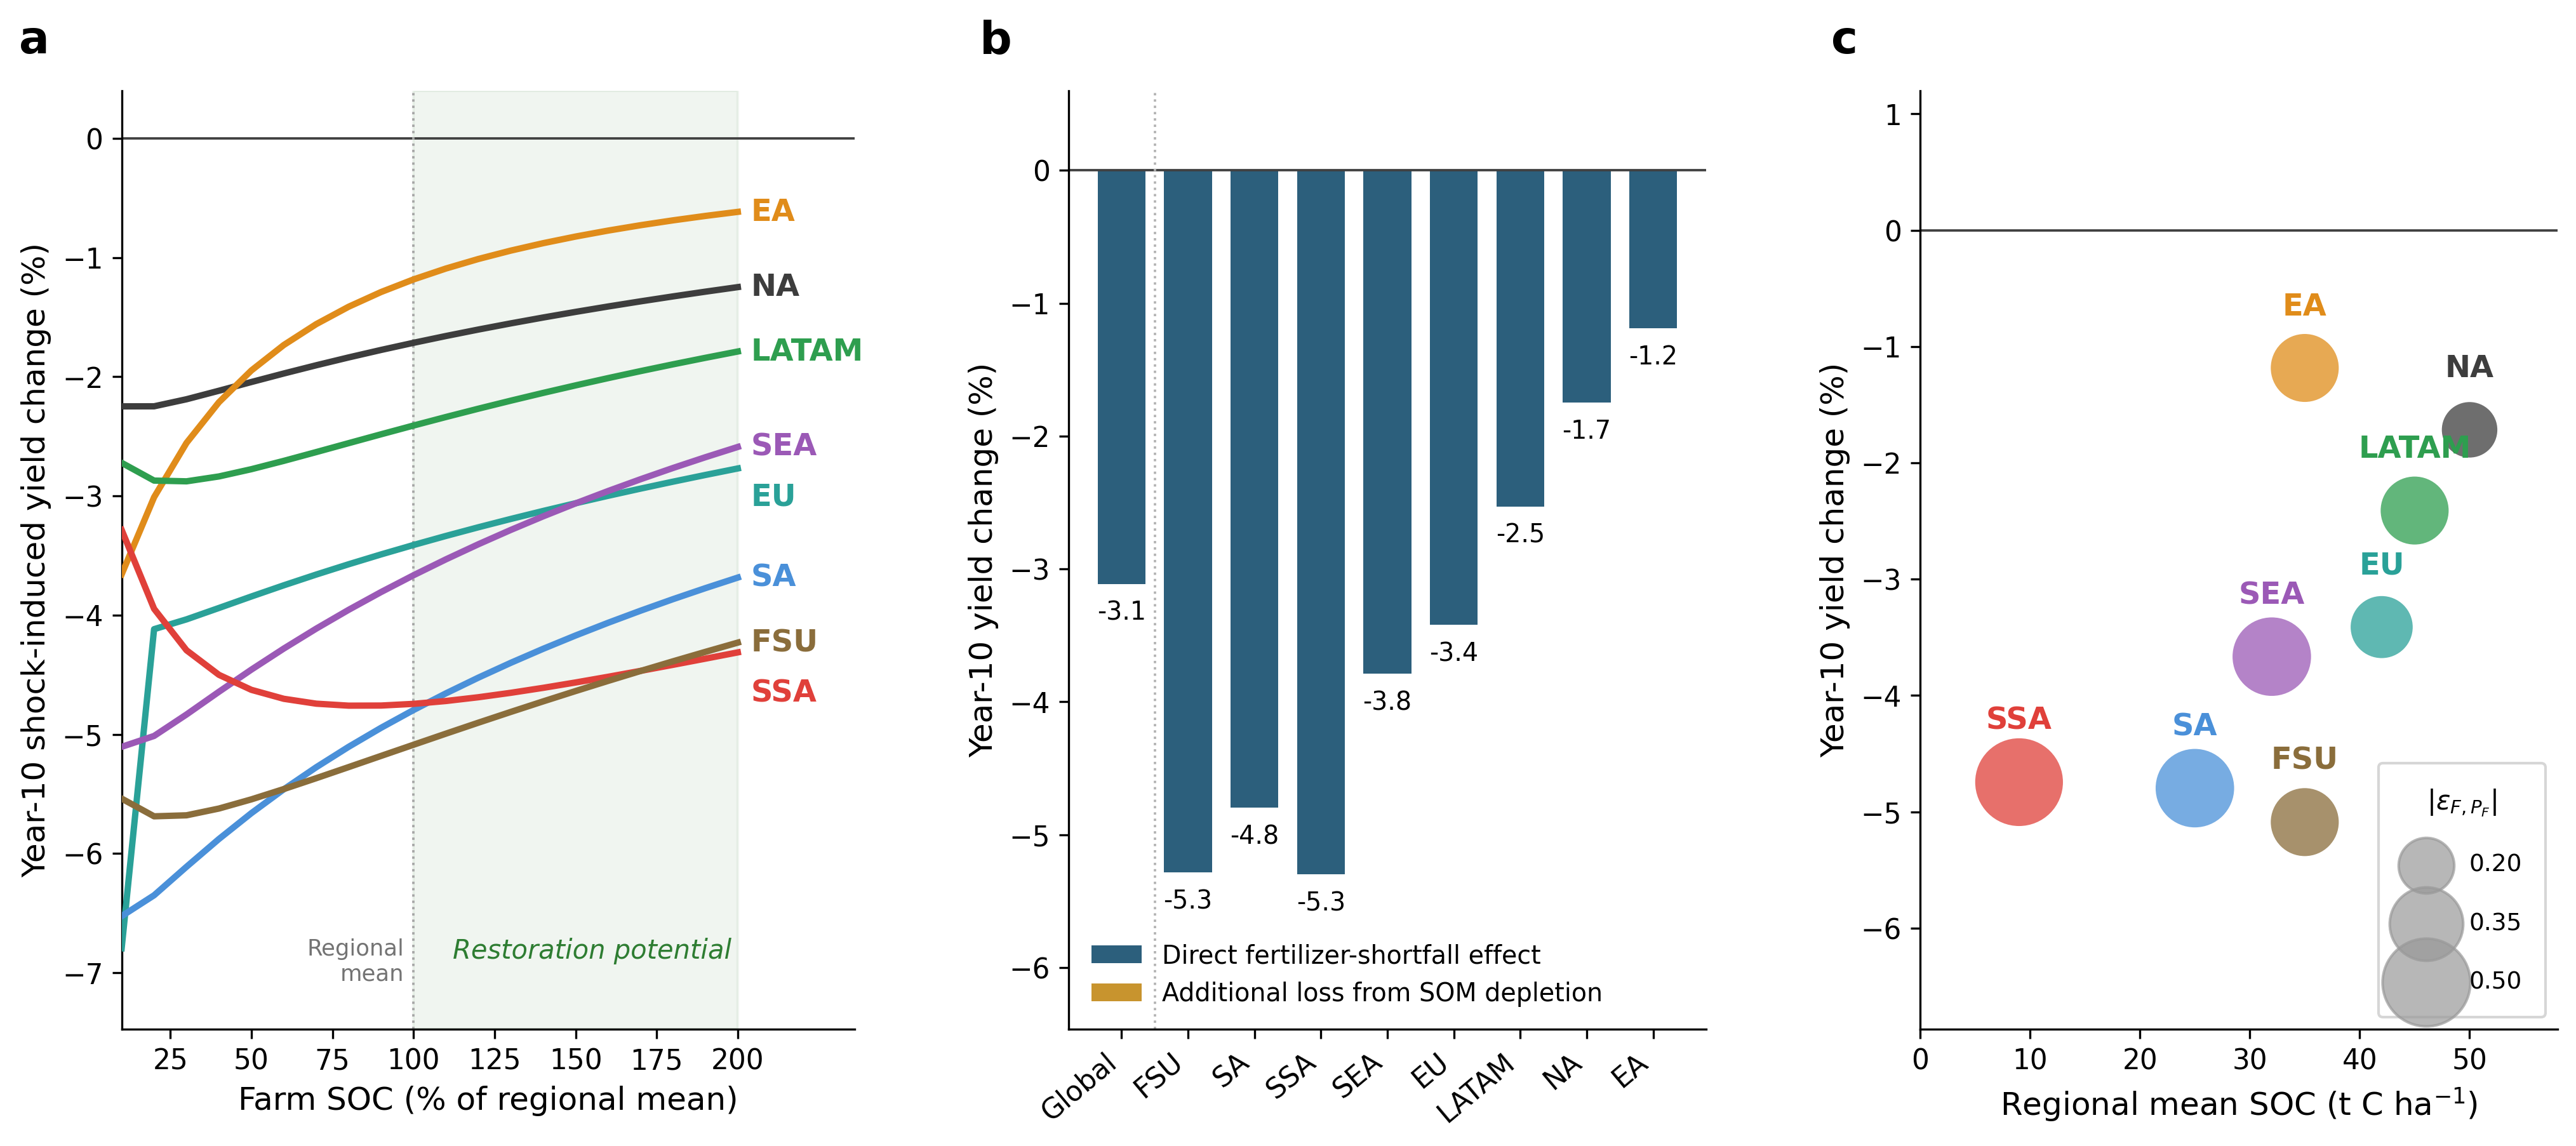 a
Year-10 shock-induced yield change (%)
0
−1
−2
−3
−4
−5
−6
−7
EA
NA
LATAM
SEA
EU
SA
FSU
SSA
Regional
mean
Restoration potential
25 50 75 100 125 150 175 200
Farm SOC (% of regional mean)
b
Year-10 yield change (%)
0
−1
−2
−3
−4
−5
−6
-3.1
-5.3
-4.8
-5.3
-3.8
-3.4
-2.5
-1.7
-1.2
Direct fertilizer-shortfall effect
Additional loss from SOM depletion
Global FSU SA SSA SEA EU LATAM NA EA
c
Year-10 yield change (%)
1
0
−1
−2
−3
−4
−5
−6
EA
NA
LATAM
EU
SEA
SSA
SA
FSU
|ε_{F,P_F}|
0.20
0.35
0.50
0 10 20 30 40 50
Regional mean SOC (t C ha⁻¹)